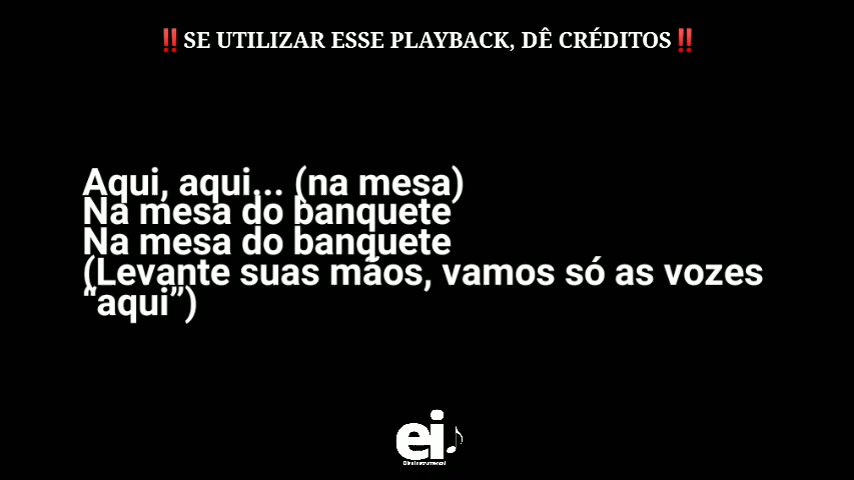 ‼️SE UTILIZAR ESSE PLAYBACK, DÊ CRÉDITOS‼️
Aqui, aqui... (na mesa)
Na mesa do banquete
Na mesa do banquete
(Levante suas mãos, vamos só as vozes
“aqui”)
ei